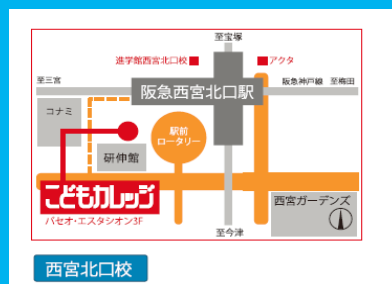 至宝塚
進学館西宮北口校
アクタ
至三宮
阪急西宮北口駅
阪急神戸線
至梅田
コナミ
駅前
ロータリー
研伸館
こどもカレッジ
パセオ・エスタシオン3F
西宮ガーデンズ
至今津
西宮北口校